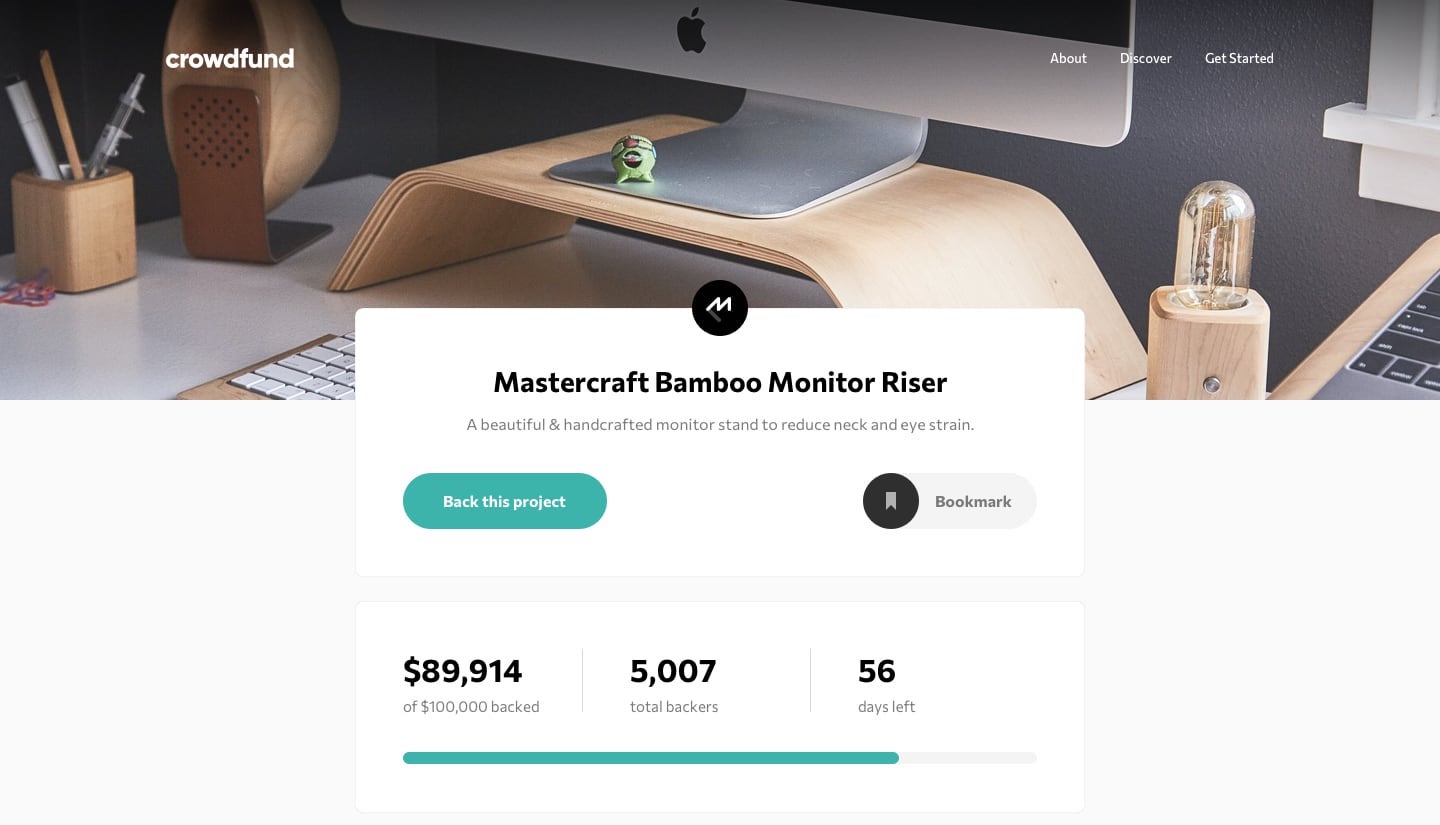 crowdfund
About
Discover
Get Started
Mastercraft Bamboo Monitor Riser
A beautiful & handcrafted monitor stand to reduce neck and eye strain.
Back this project
Bookmark
$89,914
of $100,000 backed
5,007
total backers
56
days left